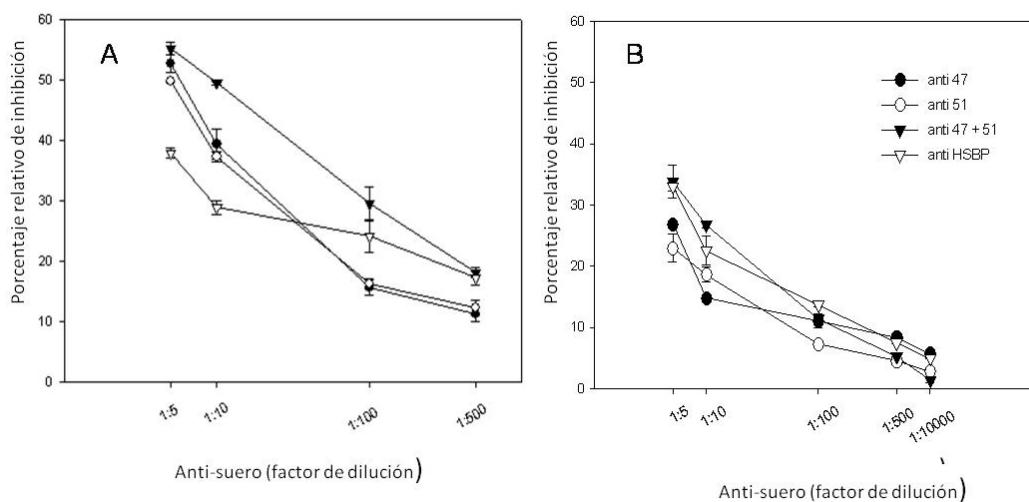 A
Porcentaje relativo de inhibición
60
50
40
30
20
10
0
1:5
1:10
1:100
1:500
Anti-suero (factor de dilución)
B
Porcentaje relativo de inhibición
60
50
40
30
20
10
0
anti 47
anti 51
anti 47 + 51
anti HSBP
1:5
1:10
1:100
1:500
1:10000
Anti-suero (factor de dilución)